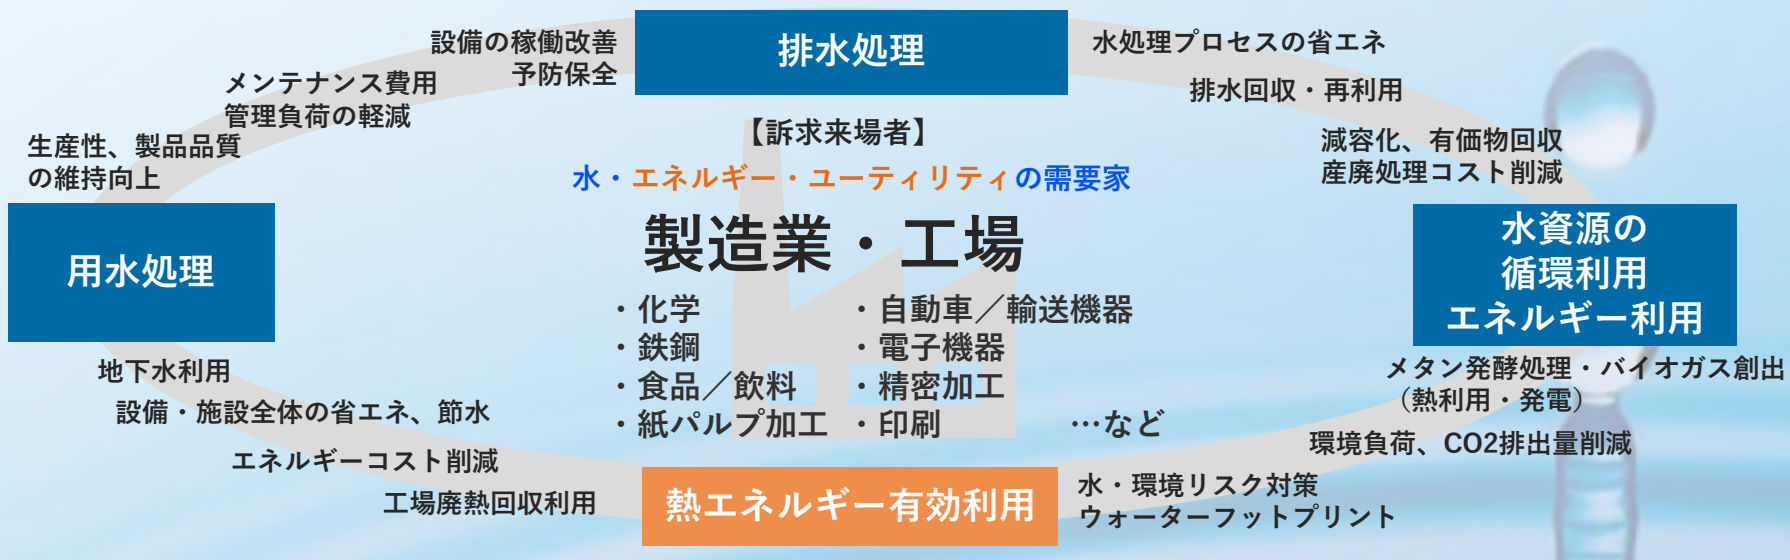 設備の稼働改善
予防保全
排水処理
水処理プロセスの省エネ
メンテナンス費用
管理負荷の軽減
排水回収・再利用
生産性、製品品質
の維持向上
【訴求来場者】
減容化、有価物回収
産廃処理コスト削減
水・エネルギー・ユーティリティの需要家
用水処理
製造業・工場
水資源の
循環利用
エネルギー利用
・化学
・鉄鋼
・食品／飲料
・紙パルプ加工
・自動車／輸送機器
・電子機器
・精密加工
・印刷
…など
地下水利用
設備・施設全体の省エネ、節水
エネルギーコスト削減
工場廃熱回収利用
熱エネルギー有効利用
メタン発酵処理・バイオガス創出
（熱利用・発電）
環境負荷、CO2排出量削減
水・環境リスク対策
ウォーターフットプリント